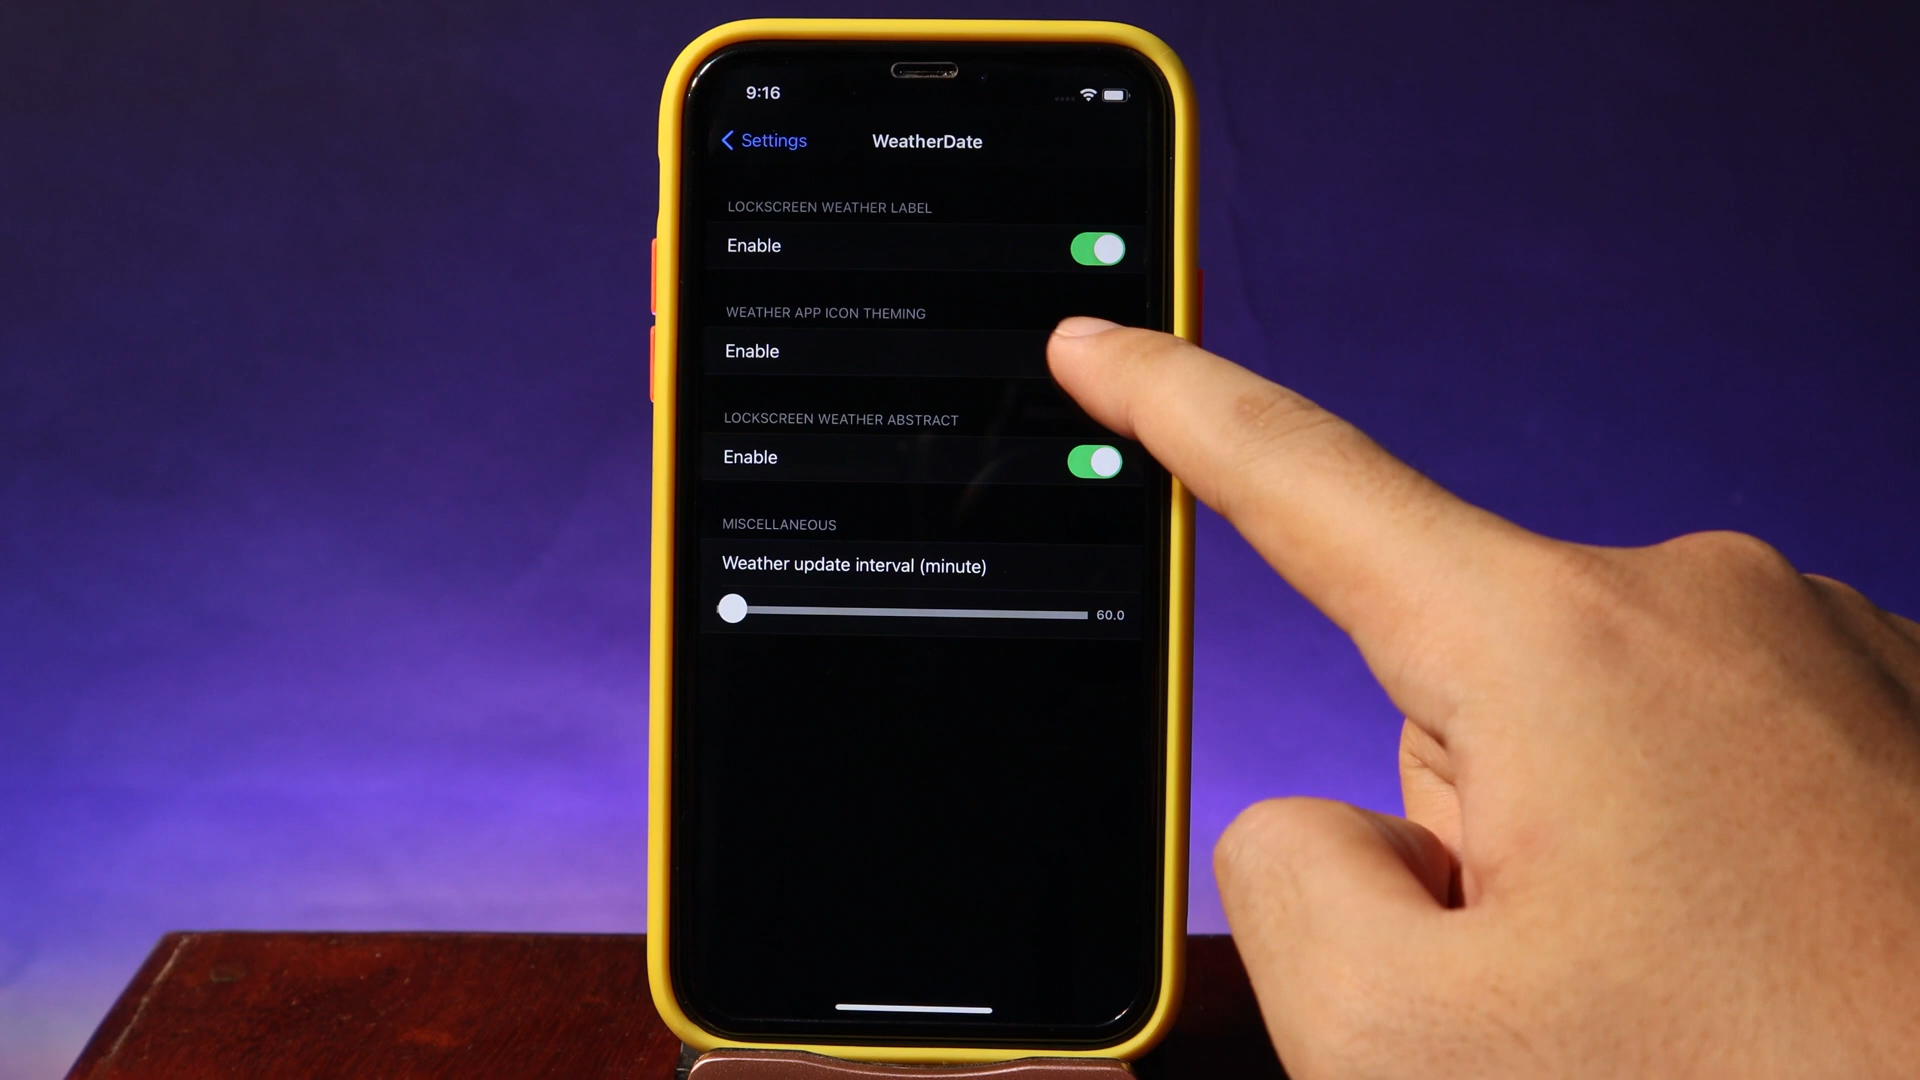 9:16
Settings
WeatherDate
LOCKSCREEN WEATHER LABEL
Enable
WEATHER APP ICON THEMING
Enable
LOCKSCREEN WEATHER ABSTRACT
Enable
MISCELLANEOUS
Weather update interval (minute)
60.0